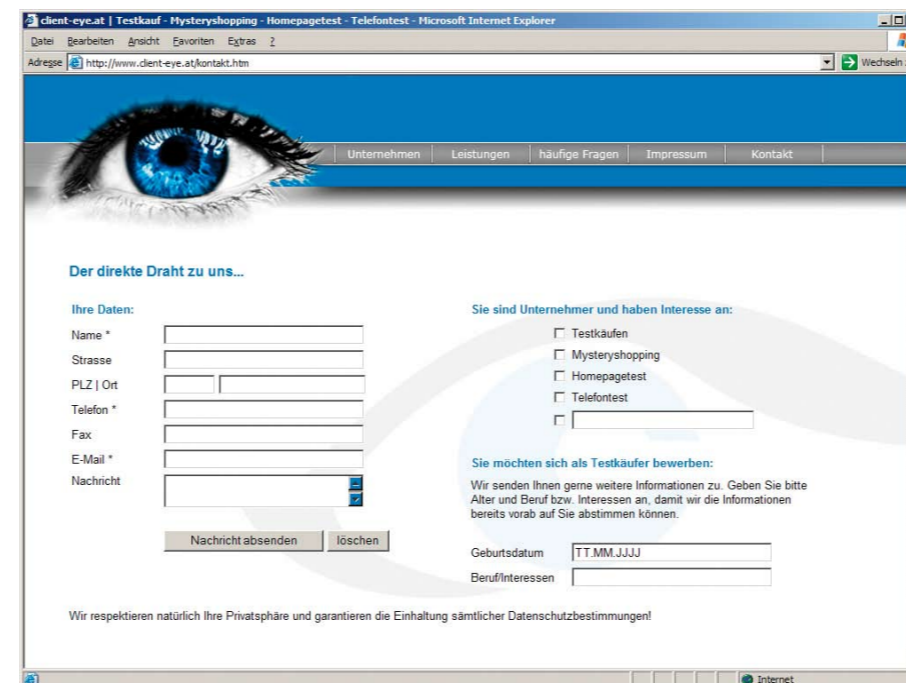 client-eye.at | Testkauf - Mysteryshopping - Homepagetest - Telefontest - Microsoft Internet Explorer
Datei Bearbeiten Ansicht Favoriten Extras ?
Adresse http://www.client-eye.at/kontakt.htm Wechseln
Unternehmen Leistungen häufige Fragen Impressum Kontakt
Der direkte Draht zu uns...
Ihre Daten:
Name *
Strasse
PLZ | Ort
Telefon *
Fax
E-Mail *
Nachricht
Nachricht absenden löschen
Sie sind Unternehmer und haben Interesse an:
Testkäufen
Mysteryshopping
Homepagetest
Telefontest
Sie möchten sich als Testkäufer bewerben:
Wir senden Ihnen gerne weitere Informationen zu. Geben Sie bitte
Alter und Beruf bzw. Interessen an, damit wir die Informationen
bereits vorab auf Sie abstimmen können.
Geburtsdatum TT.MM.JJJJ
Beruf/Interessen
Wir respektieren natürlich Ihre Privatsphäre und garantieren die Einhaltung sämtlicher Datenschutzbestimmungen!
Internet